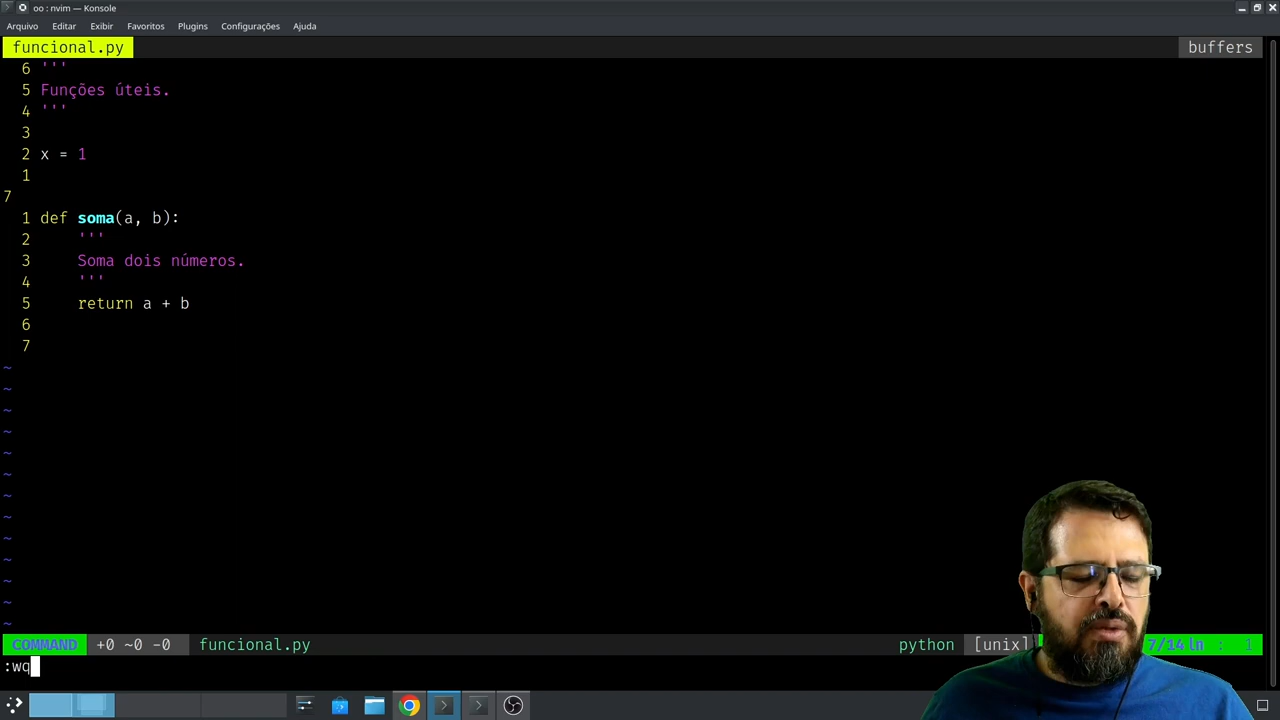 oo : nvim — Konsole
Arquivo Editar Exibir Favoritos Plugins Configurações Ajuda
funcional.py buffers
6 '''
5 Funções úteis.
4 '''
3
2 x = 1
1
7
1 def soma(a, b):
2 '''
3 Soma dois números.
4 '''
5 return a + b
6
7
~
~
~
~
~
~
~
~
~
~
~
~
~
COMMAND +0 ~0 -0 funcional.py python [unix] 7/14 ln : 1
:wq